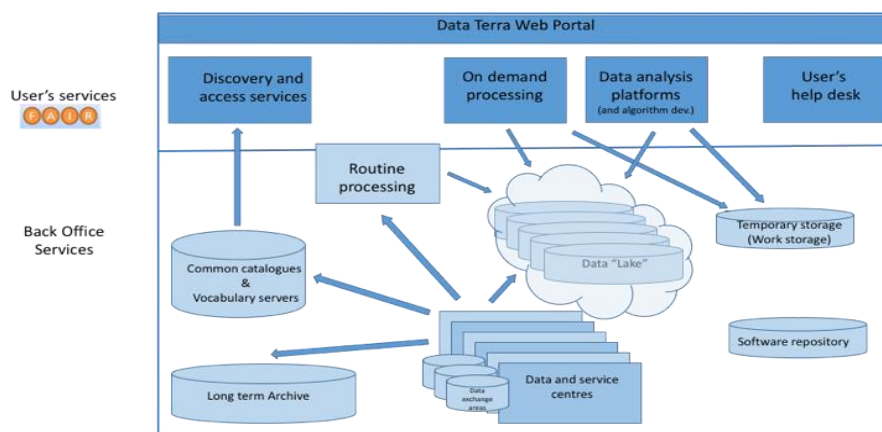 Data Terra Web Portal
User's services
F A I R
Discovery and
access services
On demand
processing
Data analysis
platforms
(and algorithm dev.)
User's
help desk
Back Office
Services
Routine
processing
Common catalogues
&
Vocabulary servers
Data "Lake"
Temporary storage
(Work storage)
Software repository
Long term Archive
Data
exchange
areas
Data and service
centres